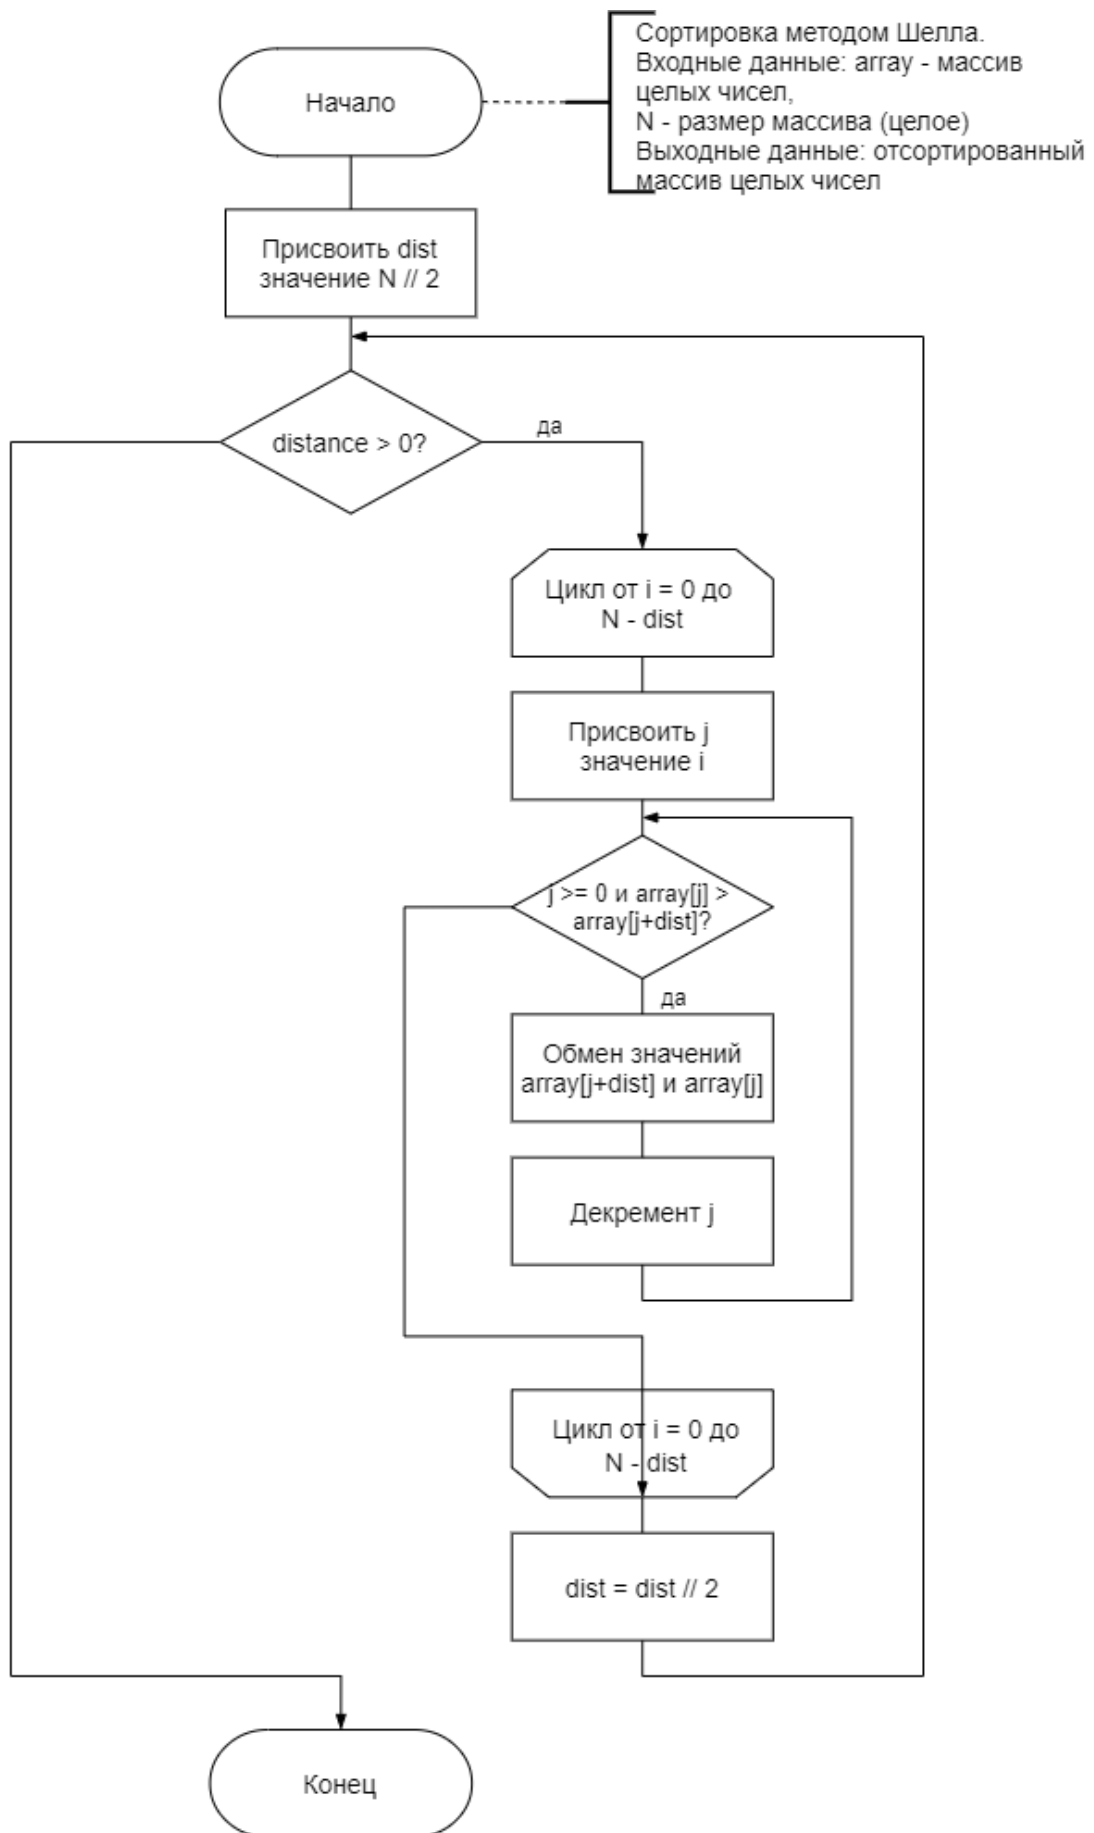 Сортировка методом Шелла.
Входные данные: array - массив
целых чисел,
N - размер массива (целое)
Выходные данные: отсортированный
массив целых чисел
Начало
Присвоить dist
значение N // 2
distance > 0?
да
Цикл от i = 0 до
N - dist
Присвоить j
значение i
j >= 0 и array[j] >
array[j+dist]?
да
Обмен значений
array[j+dist] и array[j]
Декремент j
Цикл от i = 0 до
N - dist
dist = dist // 2
Конец